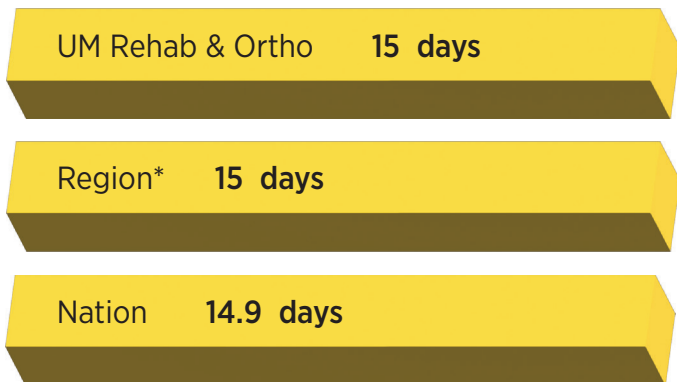 UM Rehab & Ortho 15 days
Region* 15 days
Nation 14.9 days